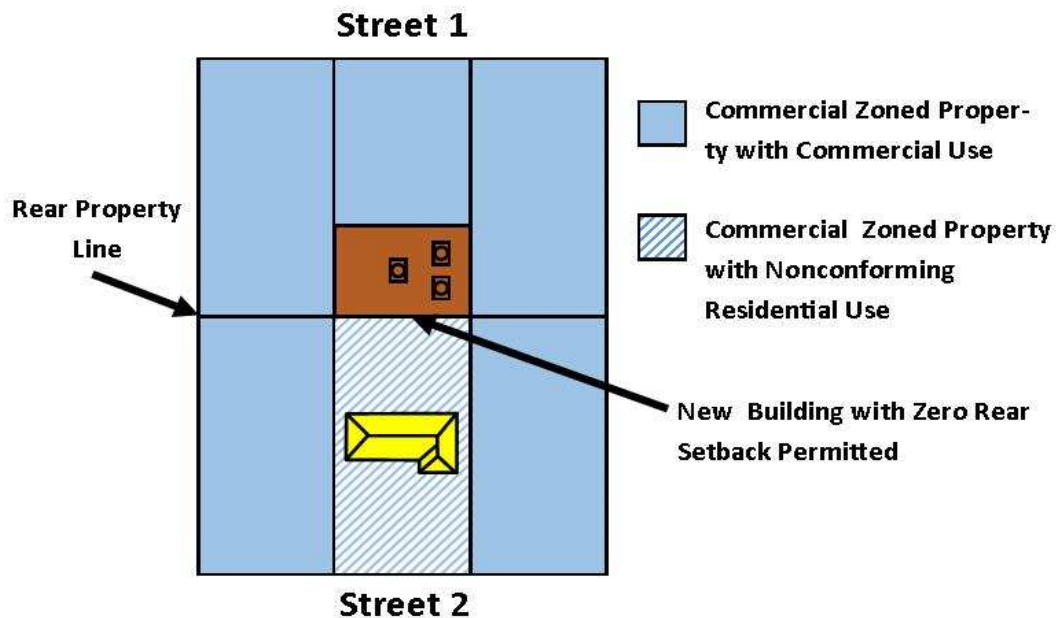 Street 1
Commercial Zoned Proper-
ty with Commercial Use
Rear Property
Line
Commercial Zoned Property
with Nonconforming
Residential Use
New Building with Zero Rear
Setback Permitted
Street 2